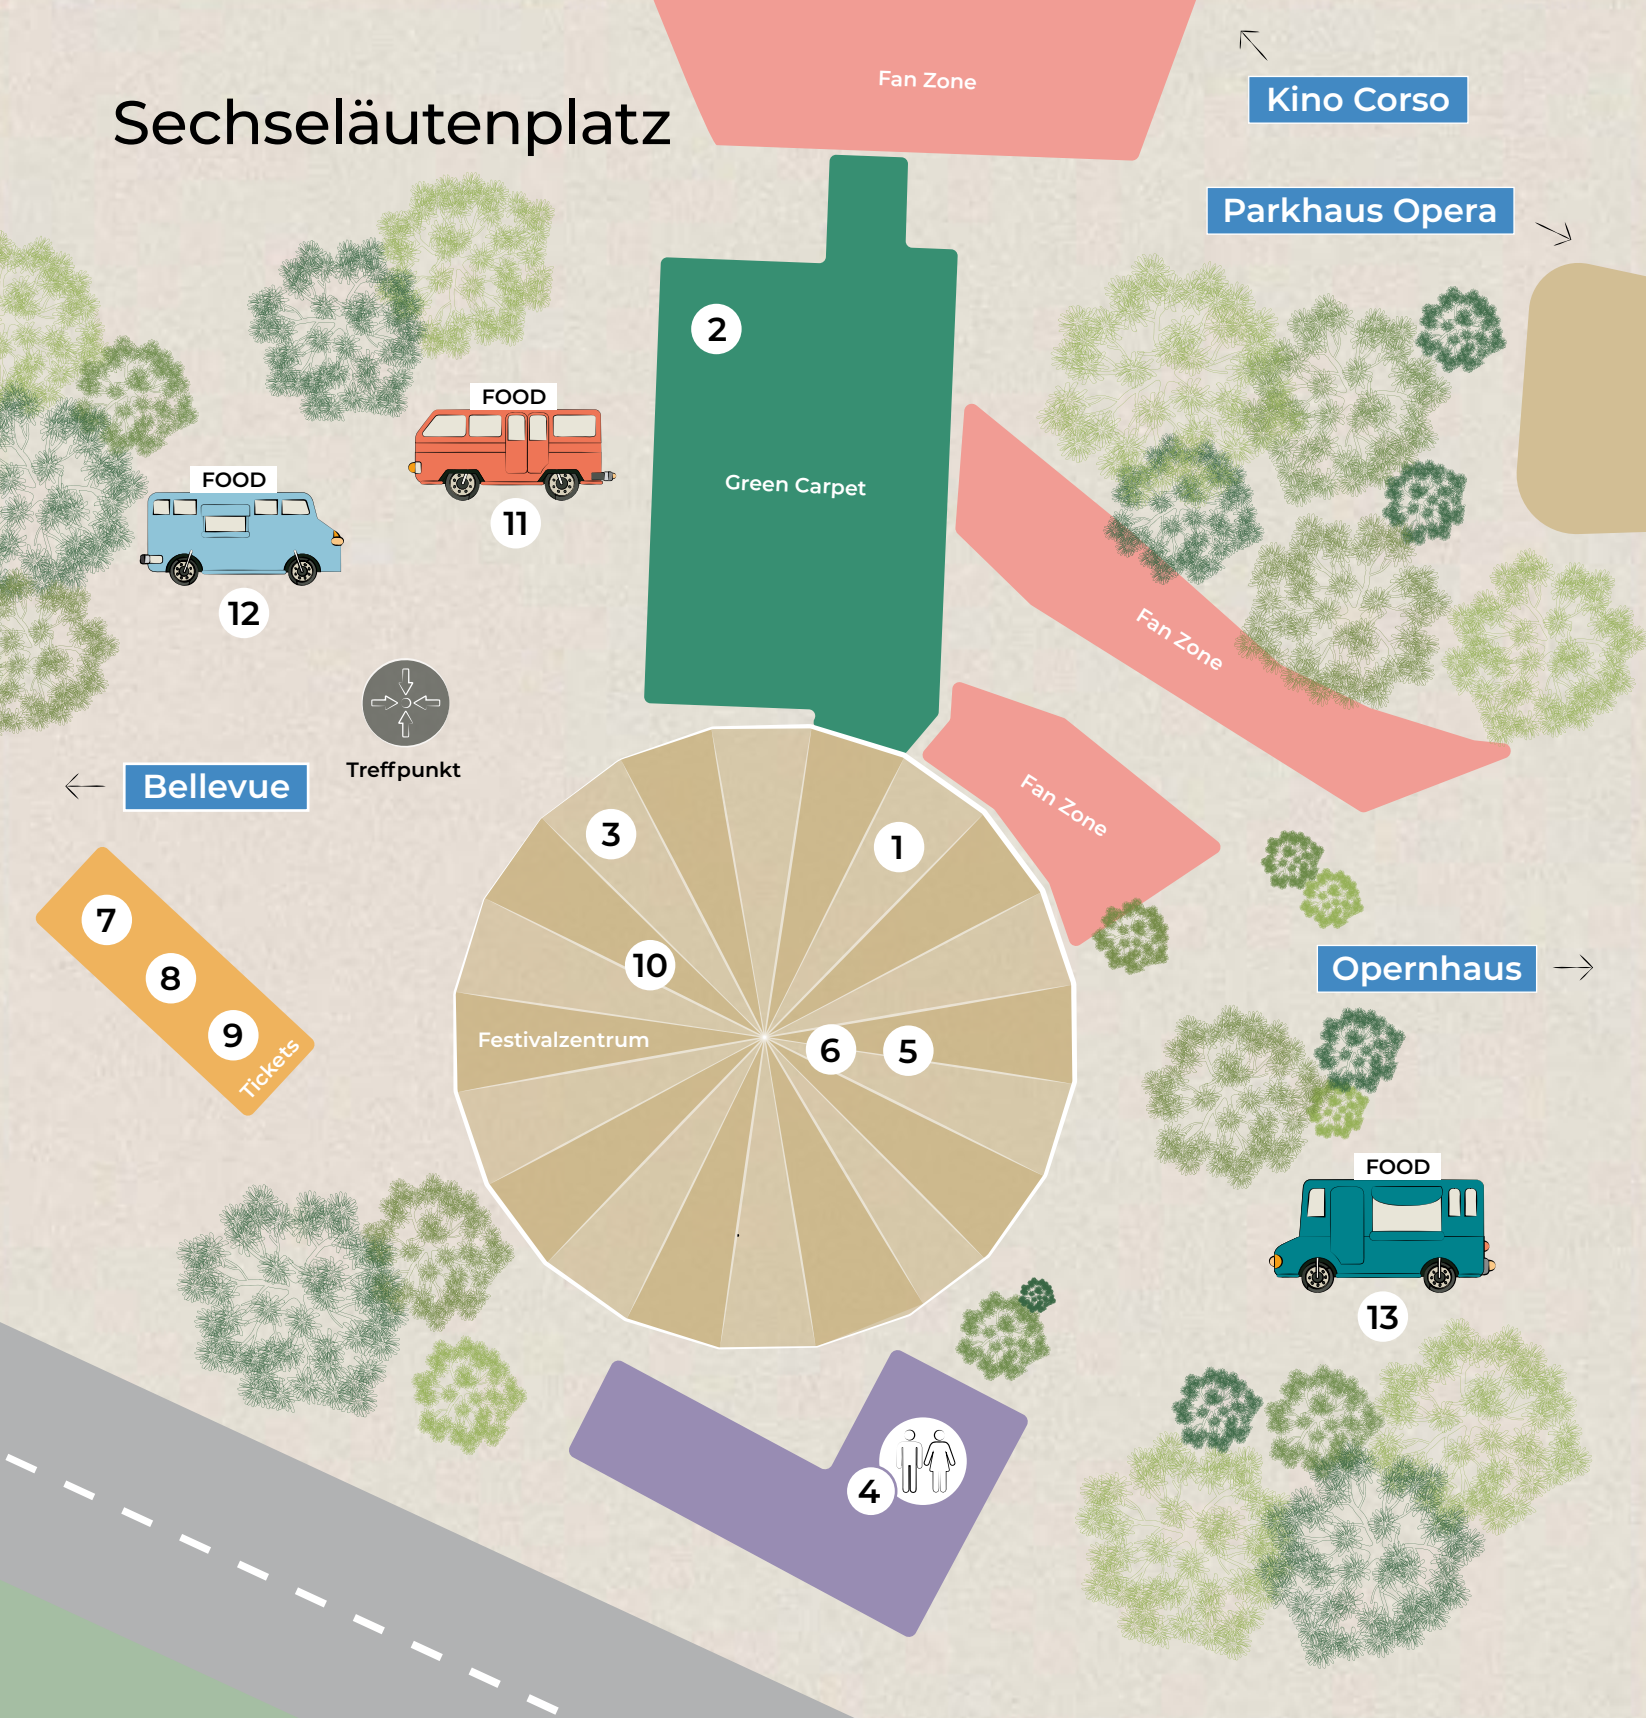 Fan Zone
Kino Corso
Sechseläutenplatz
Parkhaus Opera
2
FOOD
11
FOOD
12
Green Carpet
Fan Zone
Treffpunkt
Bellevue
Fan Zone
3
1
7
8
9
Tickets
10
Festivalzentrum
6
5
Opernhaus
FOOD
13
4